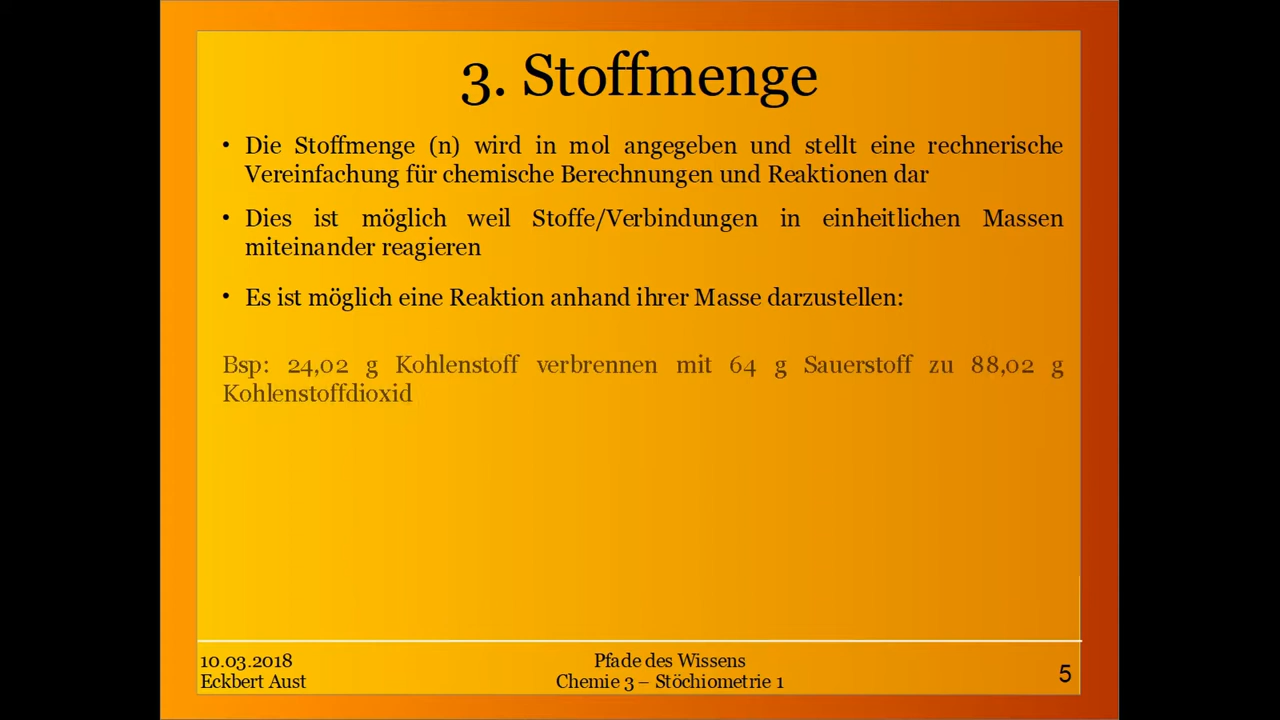 3. Stoffmenge
• Die Stoffmenge (n) wird in mol angegeben und stellt eine rechnerische
Vereinfachung für chemische Berechnungen und Reaktionen dar
• Dies ist möglich weil Stoffe/Verbindungen in einheitlichen Massen
miteinander reagieren
• Es ist möglich eine Reaktion anhand ihrer Masse darzustellen:
Bsp: 24,02 g Kohlenstoff verbrennen mit 64 g Sauerstoff zu 88,02 g
Kohlenstoffdioxid
10.03.2018
Eckbert Aust
Pfade des Wissens
Chemie 3 – Stöchiometrie 1
5